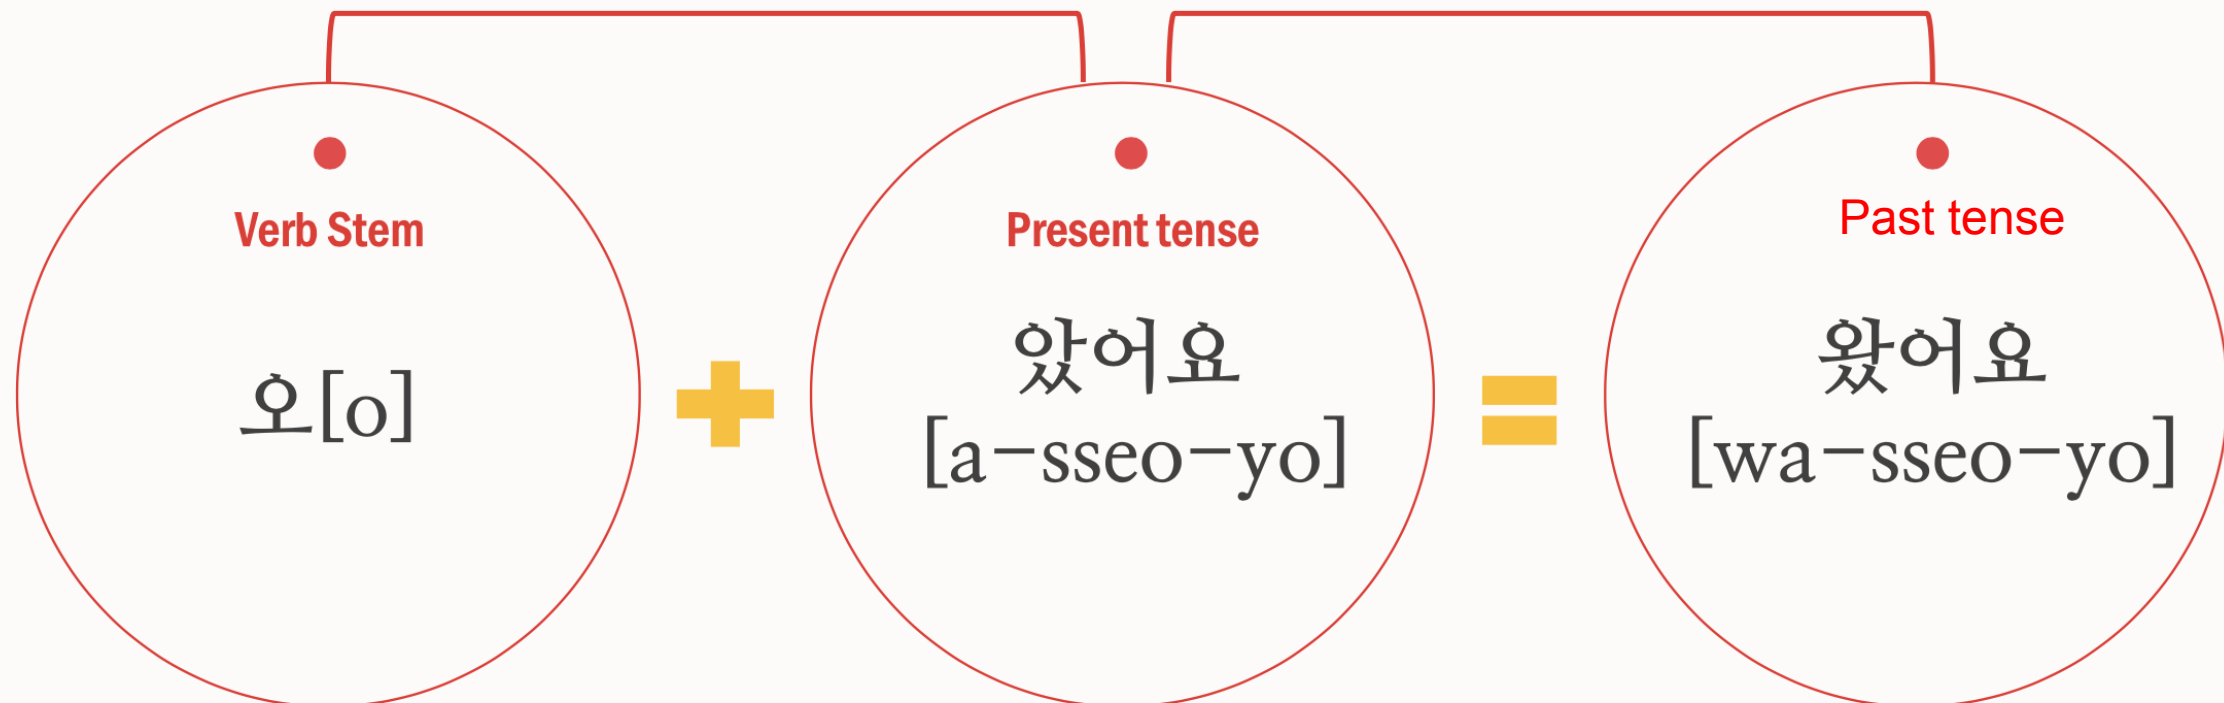 Verb Stem
오[o]
Present tense
았어요
[a-sseo-yo]
Past tense
왔어요
[wa-sseo-yo]